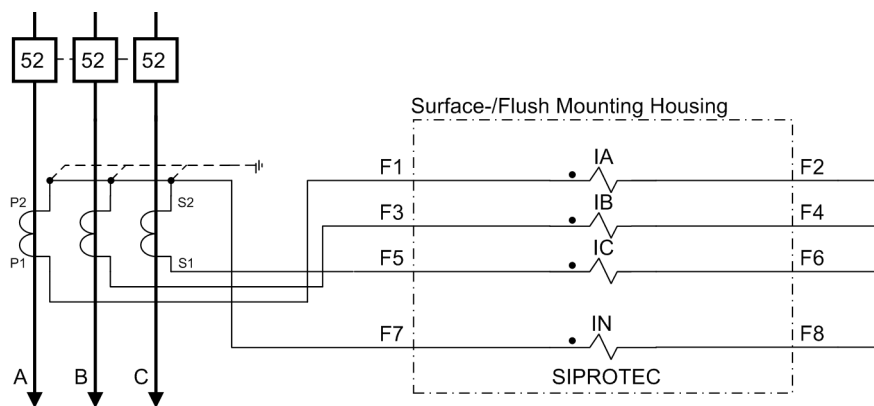 52 52 52
Surface-/Flush Mounting Housing
F1 IA F2
P2 S2
F3 IB F4
P1 S1
F5 IC F6
F7 IN F8
A B C
SIPROTEC